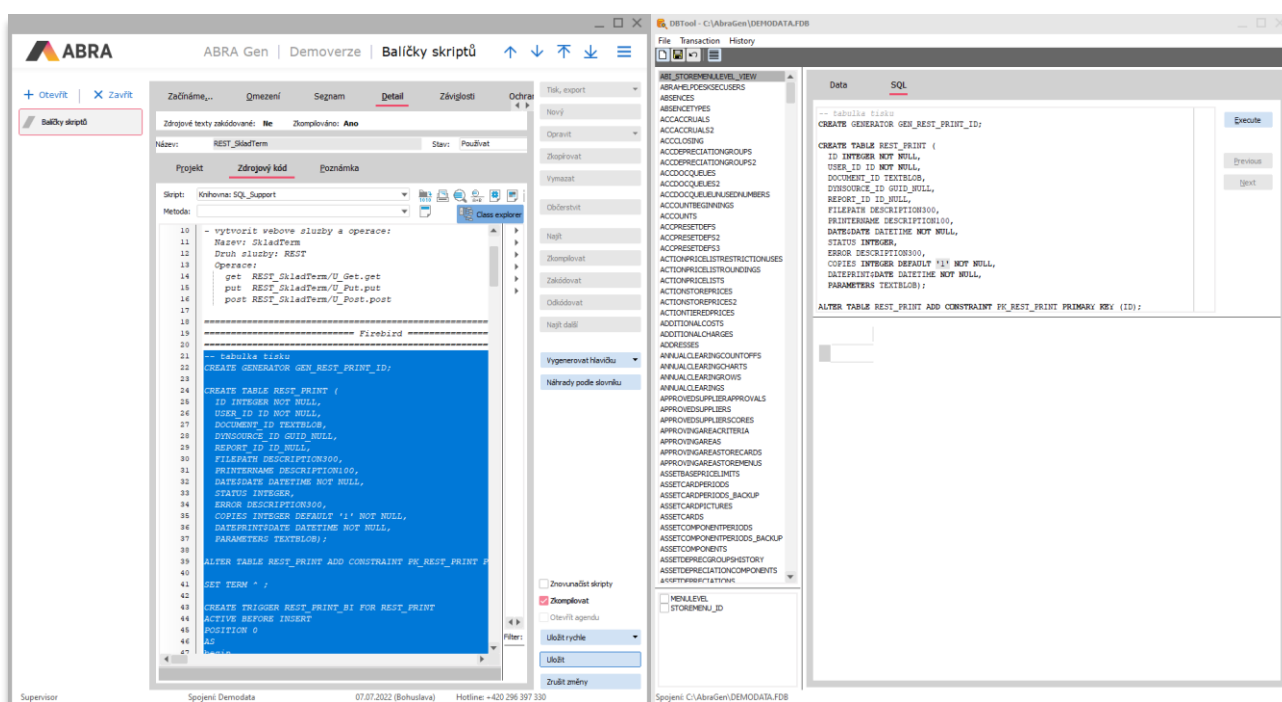 ABRA
ABRA Gen | Demoverze | Balíčky skriptů
+ Otevřít | X Zavřít
Balíčky skriptů
Začínáme,..
Omezení
Seznam
Detail
Závislosti
Ochra
Zdrojové texty zakódované: Ne
Zkompilováno: Ano
Název:
REST_SkladTerm
Stav:
Používat
Projekt
Zdrojový kód
Poznámka
Skript:
Knihovna: SQL_Support
Metoda:
Class explorer
10 - vytvorit webove sluzby a operace:
11 Nazev: SkladTerm
12 Druh sluzby: REST
13 Operace:
14 get REST_SkladTerm/U_Get.get
15 put REST_SkladTerm/U_Put.put
16 post REST_SkladTerm/U_Post.post
17
18 ======================================================
19 ============================ Firebird ===============
20 ======================================================
21 -- tabulka tisku
22 CREATE GENERATOR GEN_REST_PRINT_ID;
23
24 CREATE TABLE REST_PRINT (
25 ID INTEGER NOT NULL,
26 USER_ID ID NOT NULL,
27 DOCUMENT_ID TEXTBLOB,
28 DYNSOURCE_ID GUID_NULL,
29 REPORT_ID ID_NULL,
30 FILEPATH DESCRIPTION300,
31 PRINTERNAME DESCRIPTION100,
32 DATE$DATE DATETIME NOT NULL,
33 STATUS INTEGER,
34 ERROR DESCRIPTION300,
35 COPIES INTEGER DEFAULT '1' NOT NULL,
36 DATEPRINT$DATE DATETIME NOT NULL,
37 PARAMETERS TEXTBLOB);
38
39 ALTER TABLE REST_PRINT ADD CONSTRAINT PK_REST_PRINT P
40
41 SET TERM ^ ;
42
43 CREATE TRIGGER REST_PRINT_BI FOR REST_PRINT
44 ACTIVE BEFORE INSERT
45 POSITION 0
46 AS
47 begin
Filter:
Tisk, export
Nový
Opravit
Zkopírovat
Vymazat
Občerstvit
Najít
Zkompilovat
Zakódovat
Odkódovat
Najít další
Vygenerovat hlavičku
Náhrady podle slovníku
Znovunačíst skripty
Zkompilovat
Otevřít agendu
Uložit rychle
Uložit
Zrušit změny
Supervisor
Spojení: Demodata
07.07.2022 (Bohuslava)
Hotline: +420 296 397 330
DBTool - C:\AbraGen\DEMODATA.FDB
File Transaction History
ABI_STOREMENULEVEL_VIEW
ABRAHELPDESKSECUSERS
ABSENCES
ABSENCETYPES
ACCACCRUALS
ACCACCRUALS2
ACCCLOSING
ACCDEPRECIATIONGROUPS
ACCDEPRECIATIONGROUPS2
ACCDOCQUEUES
ACCDOCQUEUES2
ACCDOCQUEUEUNUSEDNUMBERS
ACCOUNTBEGINNINGS
ACCOUNTS
ACCPRESETDEFS
ACCPRESETDEFS2
ACCPRESETDEFS3
ACTIONPRICELISTRESTRICTIONUSES
ACTIONPRICELISTROUNDINGS
ACTIONPRICELISTS
ACTIONSTOREPRICES
ACTIONSTOREPRICES2
ACTIONTIEREDPRICES
ADDITIONALCOSTS
ADDITIONALCHARGES
ADDRESSES
ANNUALCLEARINGCOUNTOFFS
ANNUALCLEARINGCHARTS
ANNUALCLEARINGROWS
ANNUALCLEARINGS
APPROVEDSUPPLIERAPPROVALS
APPROVEDSUPPLIERS
APPROVEDSUPPLIERSCORES
APPROVINGAREACRITERIA
APPROVINGAREAS
APPROVINGAREASTORECARDS
APPROVINGAREASTOREMENUS
ASSETBASEPRICELIMITS
ASSETCARDPERIODS
ASSETCARDPERIODS_BACKUP
ASSETCARDPICTURES
ASSETCARDS
ASSETCOMPONENTPERIODS
ASSETCOMPONENTPERIODS_BACKUP
ASSETCOMPONENTS
ASSETDEPRECGROUPSHISTORY
ASSETDEPRECIATIONCOMPONENTS
ASSETDEPRECIATIONS
MENULEVEL
STOREMENU_ID
Data
SQL
-- tabulka tisku
CREATE GENERATOR GEN_REST_PRINT_ID;
CREATE TABLE REST_PRINT (
ID INTEGER NOT NULL,
USER_ID ID NOT NULL,
DOCUMENT_ID TEXTBLOB,
DYNSOURCE_ID GUID_NULL,
REPORT_ID ID_NULL,
FILEPATH DESCRIPTION300,
PRINTERNAME DESCRIPTION100,
DATE$DATE DATETIME NOT NULL,
STATUS INTEGER,
ERROR DESCRIPTION300,
COPIES INTEGER DEFAULT '1' NOT NULL,
DATEPRINT$DATE DATETIME NOT NULL,
PARAMETERS TEXTBLOB);
ALTER TABLE REST_PRINT ADD CONSTRAINT PK_REST_PRINT PRIMARY KEY (ID);
Execute
Previous
Next
Spojení: C:\AbraGen\DEMODATA.FDB